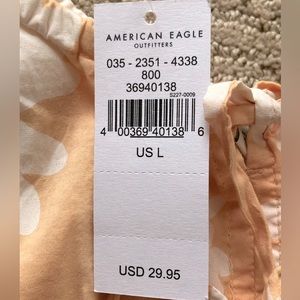 AMERICAN EAGLE
OUTFITTERS
035 - 2351 - 4338
800
36940138
S227-0009
4 00369 40138 6
US L
USD 29.95